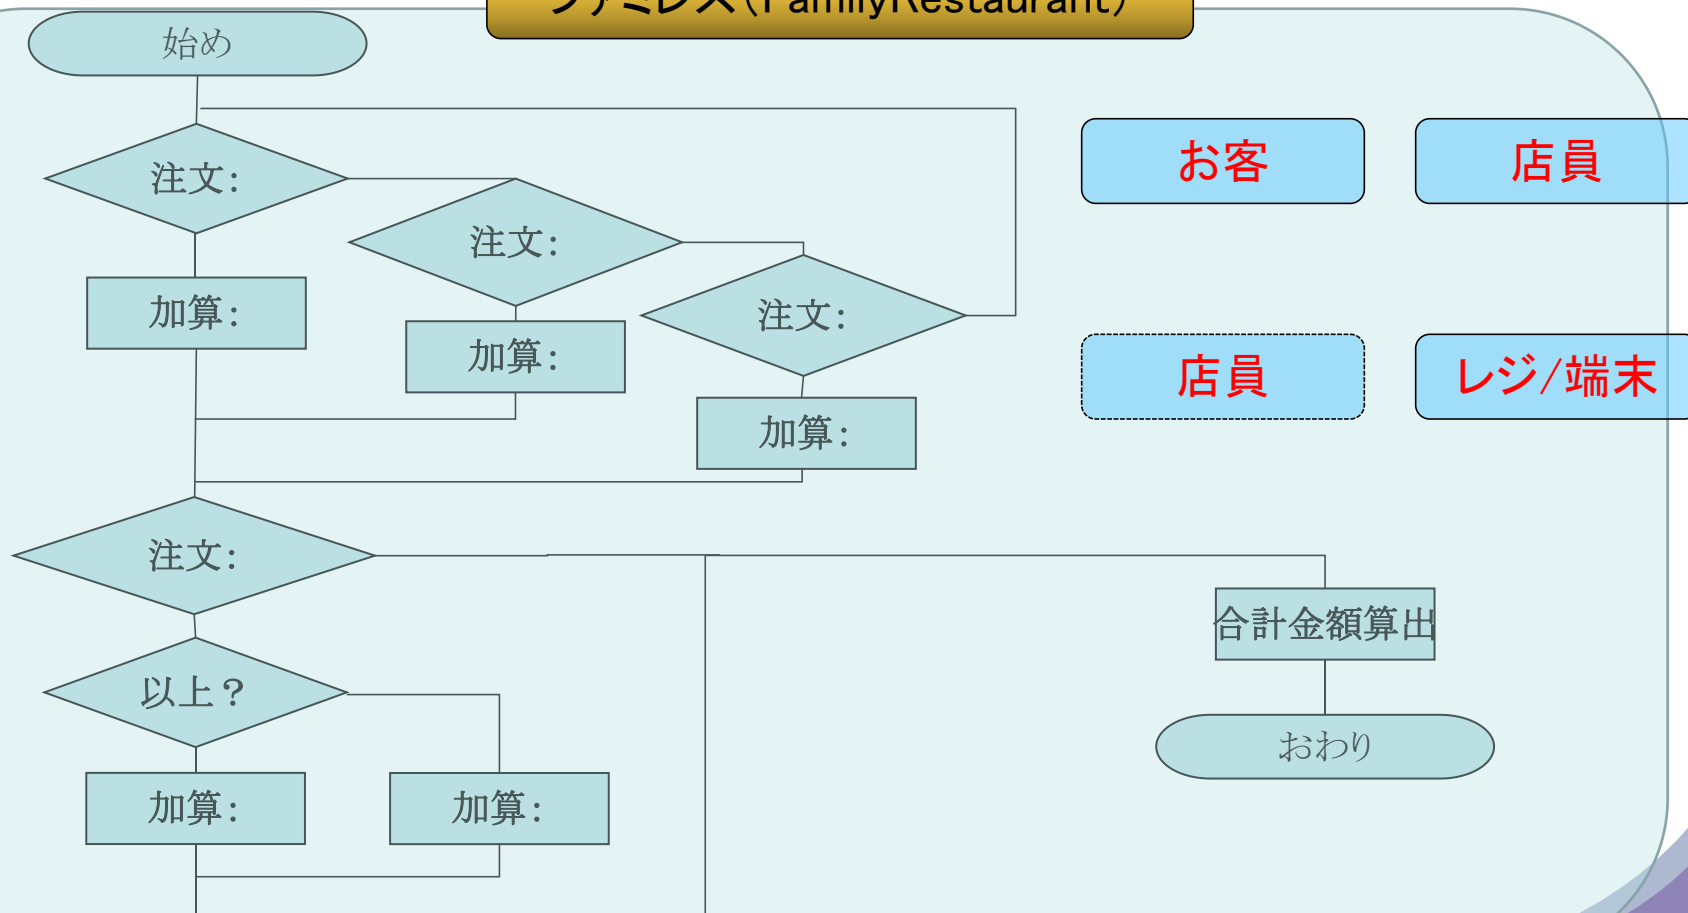 ファミレス（FamilyRestaurant）
始め
注文：
お客
店員
注文：
注文：
加算：
加算：
店員
レジ/端末
加算：
注文：
合計金額算出
以上？
おわり
加算：
加算：